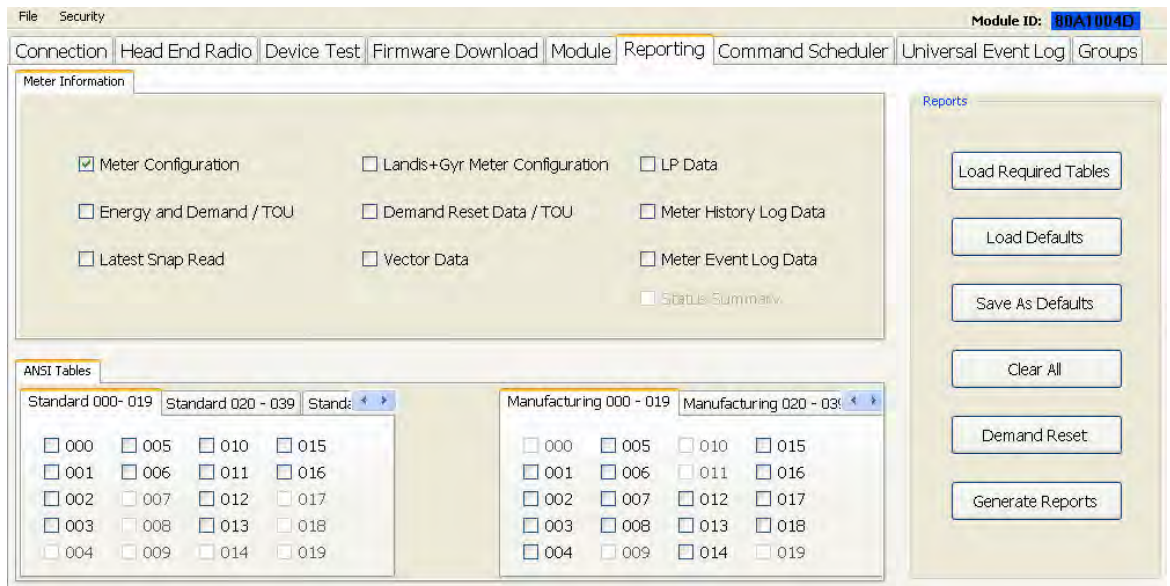 File Security
Module ID: 80A1004D
Connection Head End Radio Device Test Firmware Download Module Reporting Command Scheduler Universal Event Log Groups
Meter Information
Meter Configuration Landis+Gyr Meter Configuration LP Data
Energy and Demand / TOU Demand Reset Data / TOU Meter History Log Data
Latest Snap Read Vector Data Meter Event Log Data
Status Summary
Reports
Load Required Tables
Load Defaults
Save As Defaults
Clear All
Demand Reset
Generate Reports
ANSI Tables
Standard 000- 019 Standard 020 - 039 Standa
000 005 010 015
001 006 011 016
002 007 012 017
003 008 013 018
004 009 014 019
Manufacturing 000 - 019 Manufacturing 020 - 039
000 005 010 015
001 006 011 016
002 007 012 017
003 008 013 018
004 009 014 019